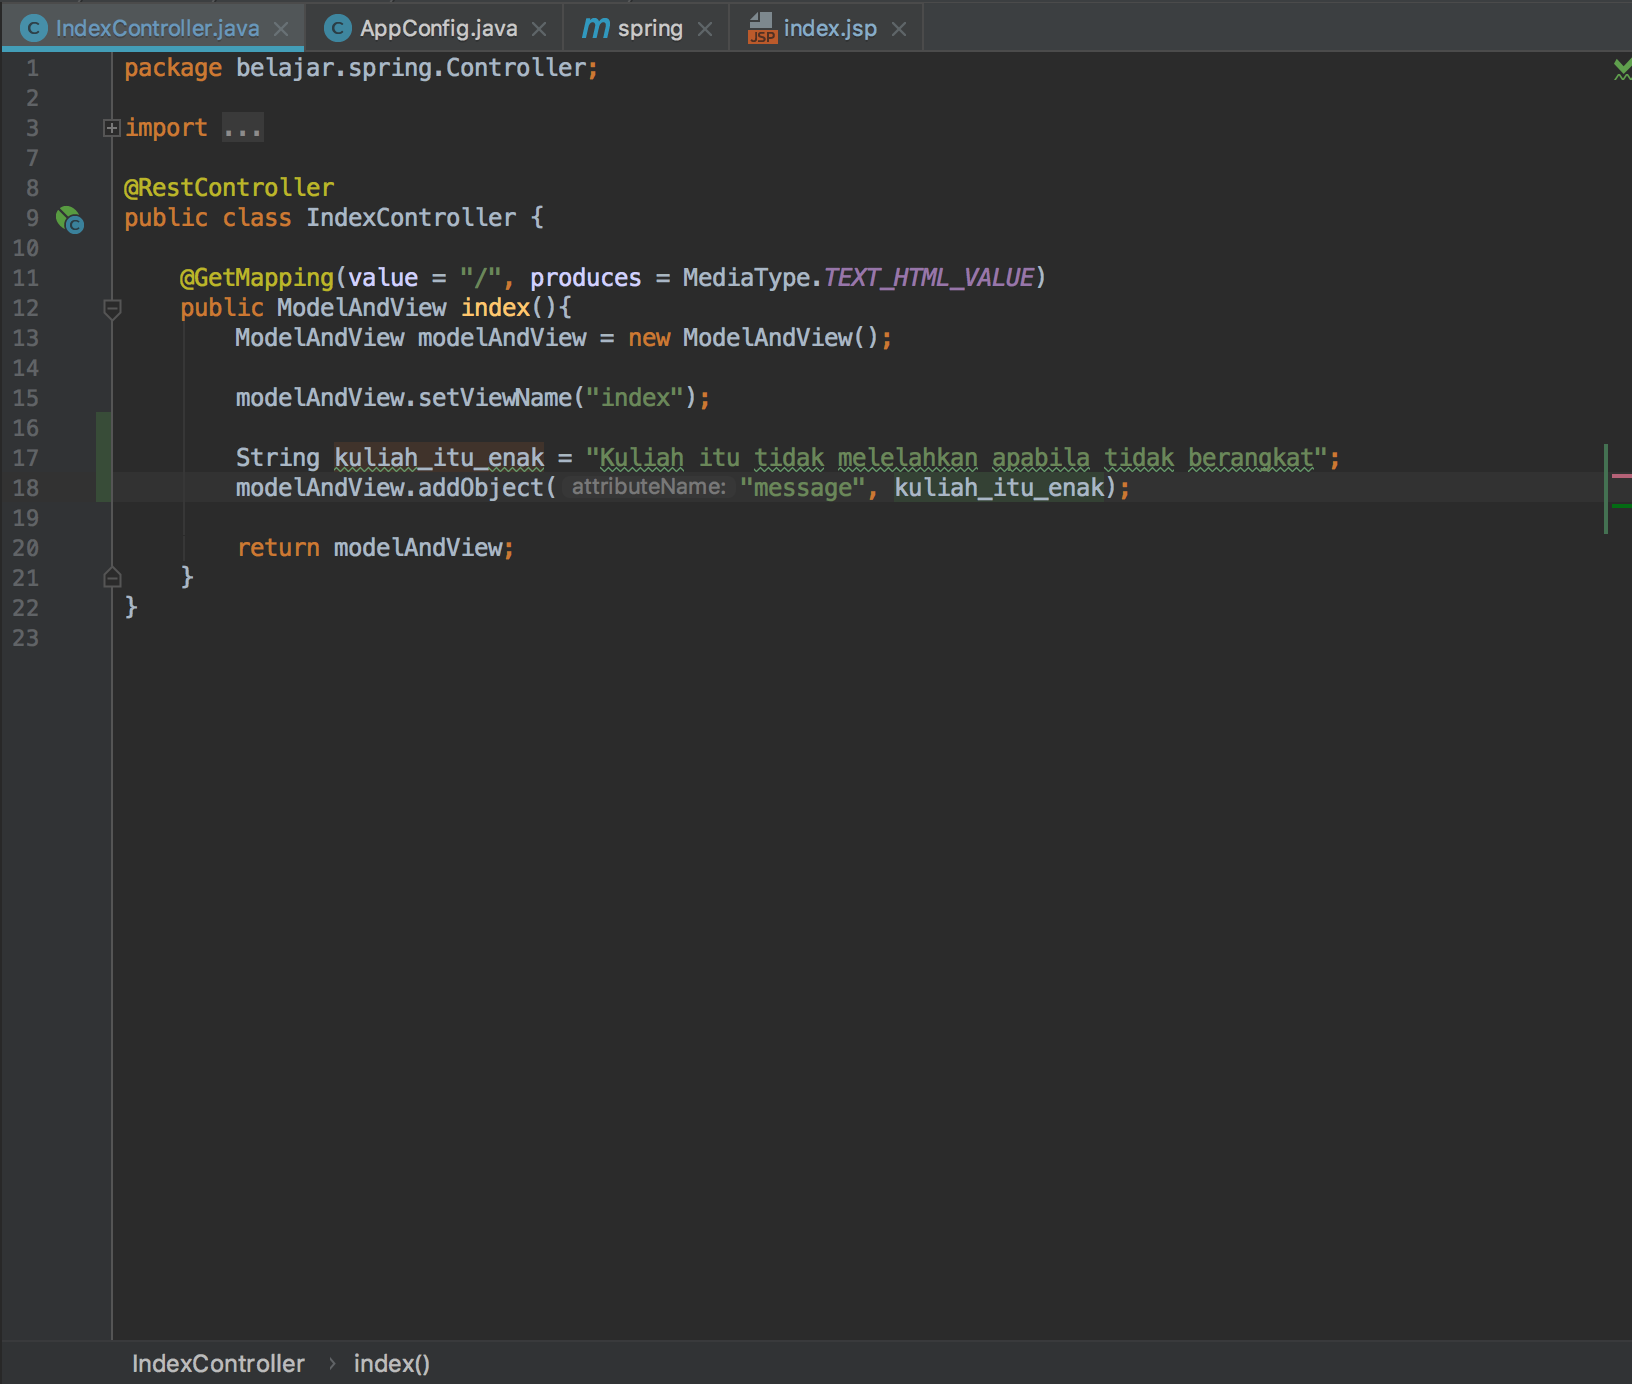 IndexController.java AppConfig.java spring index.jsp
1 package belajar.spring.Controller;
2
3 import ...
7
8 @RestController
9 public class IndexController {
10
11 @GetMapping(value = "/", produces = MediaType.TEXT_HTML_VALUE)
12 public ModelAndView index(){
13 ModelAndView modelAndView = new ModelAndView();
14
15 modelAndView.setViewName("index");
16
17 String kuliah_itu_enak = "Kuliah itu tidak melelahkan apabila tidak berangkat";
18 modelAndView.addObject( attributeName: "message", kuliah_itu_enak);
19
20 return modelAndView;
21 }
22 }
23
IndexController › index()